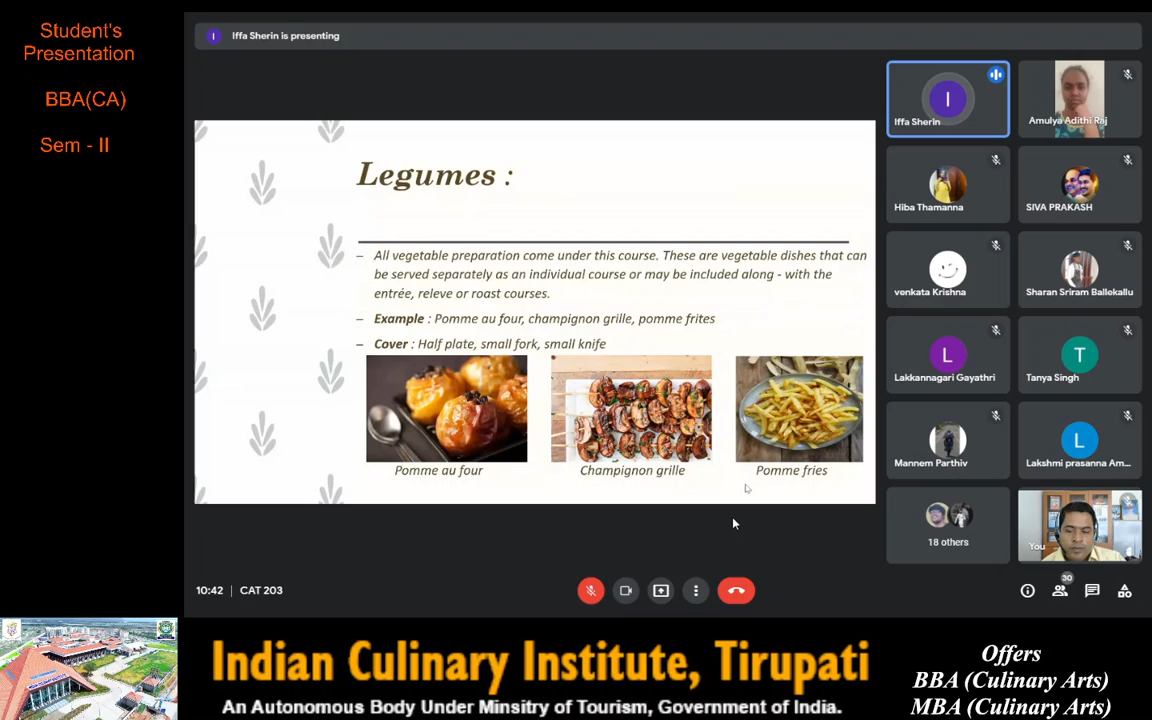 Student's
Presentation
BBA(CA)
Sem - II
I
Iffa Sherin is presenting
Legumes :
– All vegetable preparation come under this course. These are vegetable dishes that can
be served separately as an individual course or may be included along - with the
entrée, releve or roast courses.
– Example : Pomme au four, champignon grille, pomme frites
– Cover : Half plate, small fork, small knife
Pomme au four
Champignon grille
Pomme fries
I
Iffa Sherin
Amulya Adithi Raj
Hiba Thamanna
SIVA PRAKASH
venkata Krishna
Sharan Sriram Ballekallu
L
Lakkannagari Gayathri
T
Tanya Singh
Mannem Parthiv
L
Lakshmi prasanna Am...
18 others
You
10:42 | CAT 203
30
Indian Culinary Institute, Tirupati
An Autonomous Body Under Minsitry of Tourism, Government of India.
Offers
BBA (Culinary Arts)
MBA (Culinary Arts)